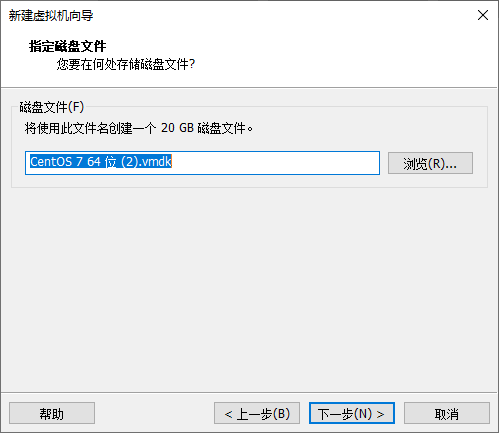 新建虚拟机向导
指定磁盘文件
您要在何处存储磁盘文件?
磁盘文件(F)
将使用此文件名创建一个 20 GB 磁盘文件。
CentOS 7 64 位 (2).vmdk
浏览(R)...
帮助
< 上一步(B)
下一步(N) >
取消